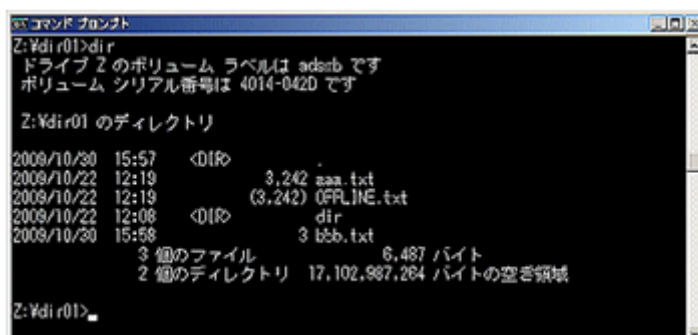 コマンド プロンプト
Z:¥dir01>dir
ドライブ Z のボリューム ラベルは adssb です
ボリューム シリアル番号は 4014-042D です
Z:¥dir01 のディレクトリ
2009/10/30 15:57 <DIR> .
2009/10/22 12:19 3,242 aaa.txt
2009/10/22 12:19 (3,242) OFFLINE.txt
2009/10/22 12:08 <DIR> dir
2009/10/30 15:58 3 bbb.txt
3 個のファイル 6,487 バイト
2 個のディレクトリ 17,102,987,264 バイトの空き領域
Z:¥dir01>